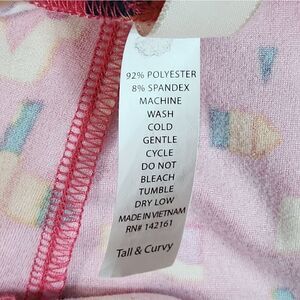 92% POLYESTER
8% SPANDEX
MACHINE
WASH
COLD
GENTLE
CYCLE
DO NOT
BLEACH
TUMBLE
DRY LOW
MADE IN VIETNAM
RN# 142161
Tall & Curvy